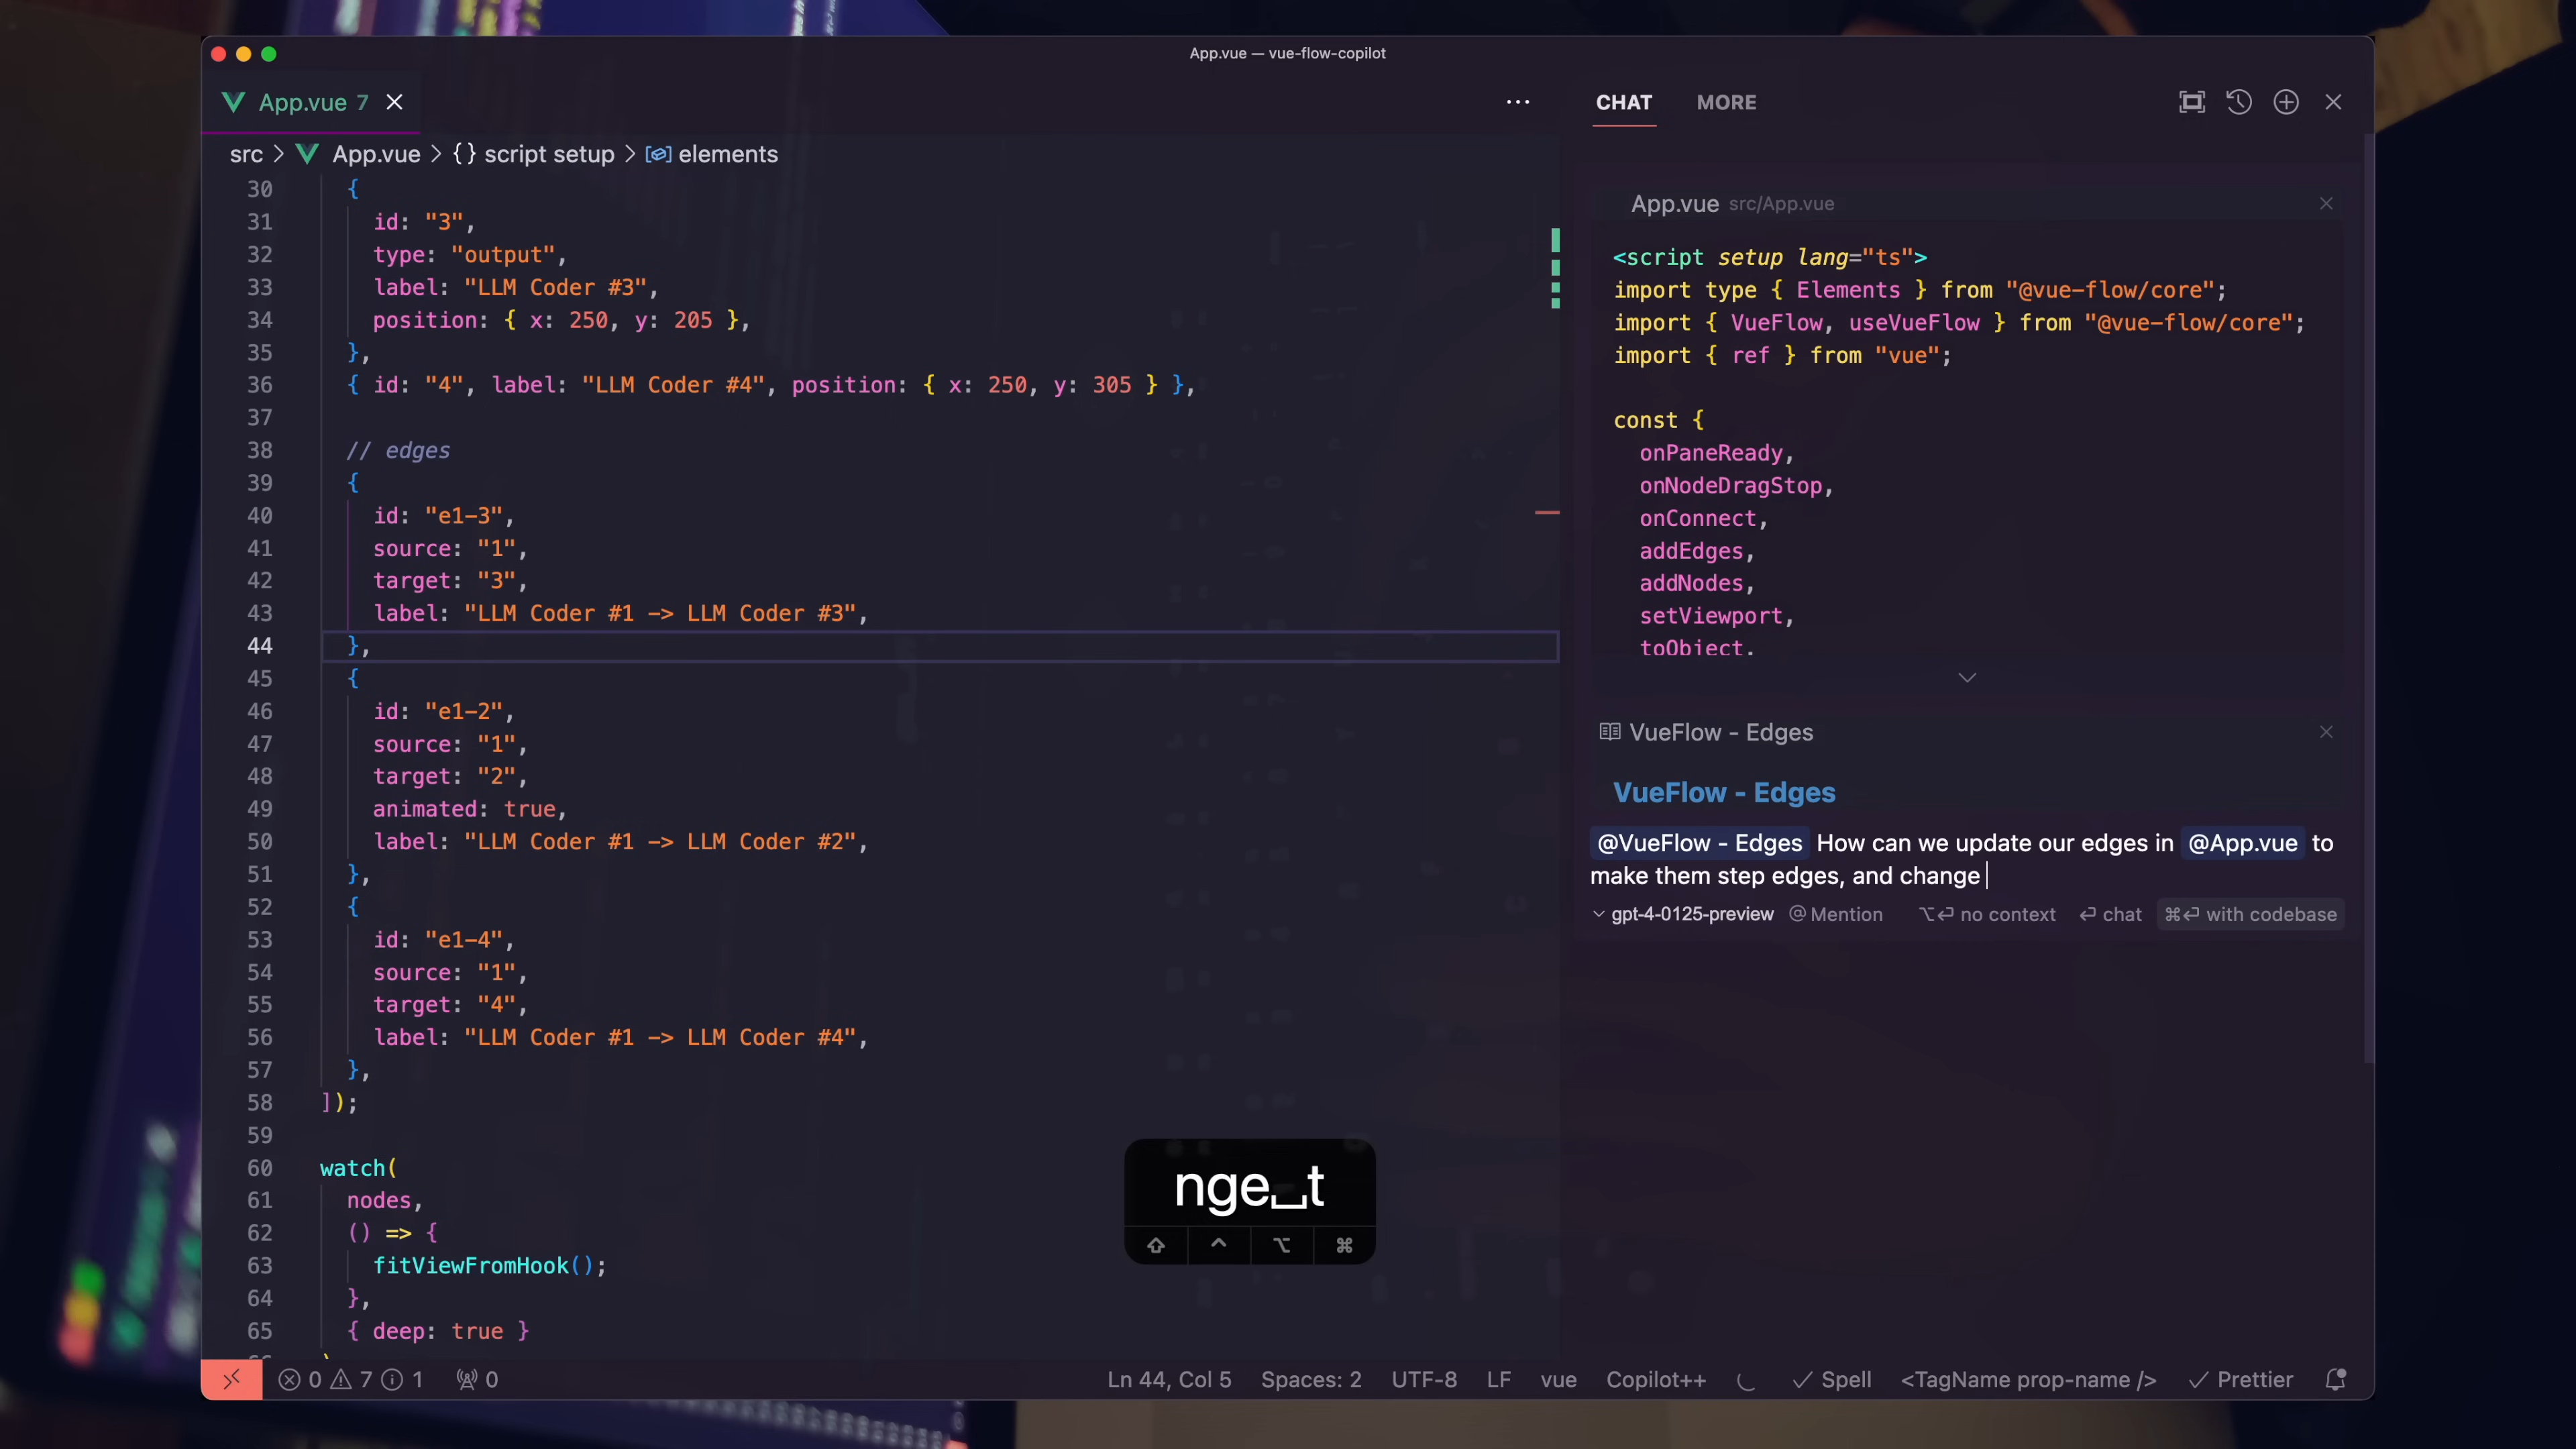 App.vue — vue-flow-copilot
App.vue 7
CHAT MORE
src > App.vue > {} script setup > elements
30 {
31 id: "3",
32 type: "output",
33 label: "LLM Coder #3",
34 position: { x: 250, y: 205 },
35 },
36 { id: "4", label: "LLM Coder #4", position: { x: 250, y: 305 } },
37
38 // edges
39 {
40 id: "e1-3",
41 source: "1",
42 target: "3",
43 label: "LLM Coder #1 -> LLM Coder #3",
44 },
45 {
46 id: "e1-2",
47 source: "1",
48 target: "2",
49 animated: true,
50 label: "LLM Coder #1 -> LLM Coder #2",
51 },
52 {
53 id: "e1-4",
54 source: "1",
55 target: "4",
56 label: "LLM Coder #1 -> LLM Coder #4",
57 },
58 ]);
59
60 watch(
61 nodes,
62 () => {
63 fitViewFromHook();
64 },
65 { deep: true }
App.vue src/App.vue
<script setup lang="ts">
import type { Elements } from "@vue-flow/core";
import { VueFlow, useVueFlow } from "@vue-flow/core";
import { ref } from "vue";
const {
onPaneReady,
onNodeDragStop,
onConnect,
addEdges,
addNodes,
setViewport,
toObject,
VueFlow - Edges
VueFlow - Edges
@VueFlow - Edges How can we update our edges in @App.vue to
make them step edges, and change
gpt-4-0125-preview @ Mention ⌥⏎ no context ⏎ chat ⌘⏎ with codebase
nge␣t
⇧ ⌃ ⌥ ⌘
0 7 1 0 Ln 44, Col 5 Spaces: 2 UTF-8 LF vue Copilot++ Spell <TagName prop-name /> Prettier